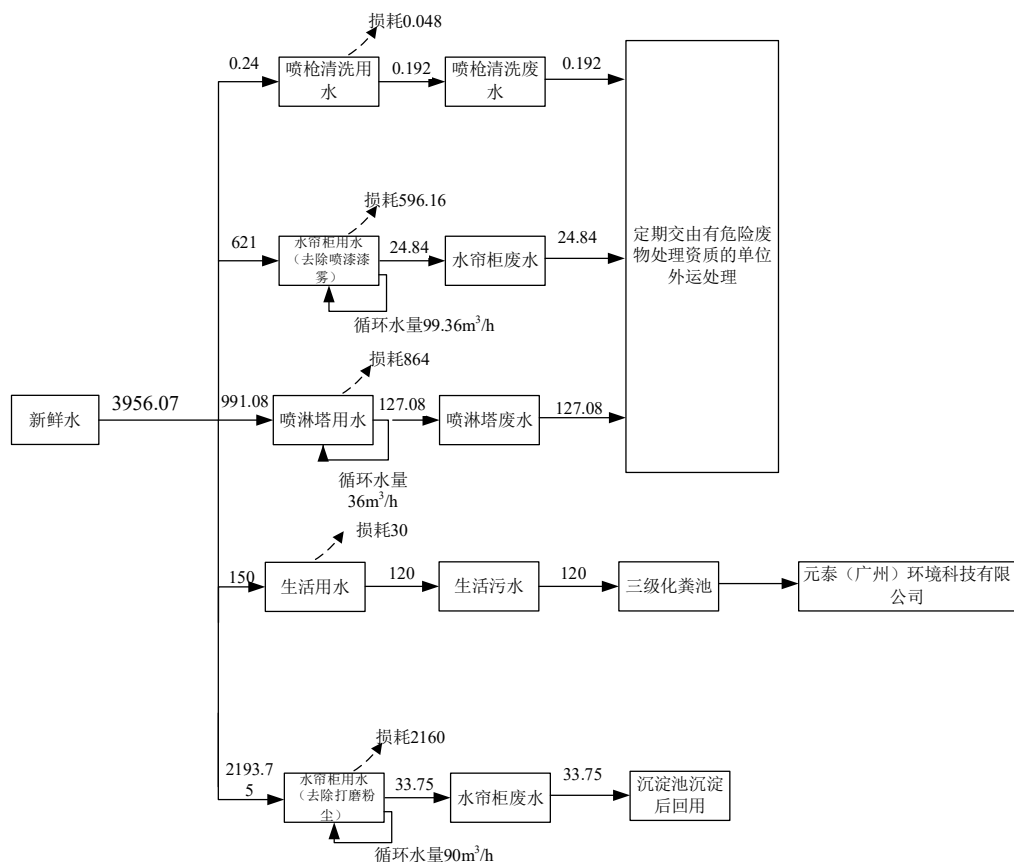 损耗0.048
0.24
喷枪清洗用
水
0.192
喷枪清洗废
水
0.192
损耗596.16
621
水帘柜用水
（去除喷漆漆
雾）
24.84
水帘柜废水
24.84
循环水量99.36m³/h
定期交由有危险废
物处理资质的单位
外运处理
损耗864
新鲜水
3956.07
991.08
喷淋塔用水
127.08
喷淋塔废水
127.08
循环水量
36m³/h
损耗30
150
生活用水
120
生活污水
120
三级化粪池
元泰（广州）环境科技有限
公司
损耗2160
2193.7
5
水帘柜用水
（去除打磨粉
尘）
33.75
水帘柜废水
33.75
沉淀池沉淀
后回用
循环水量90m³/h